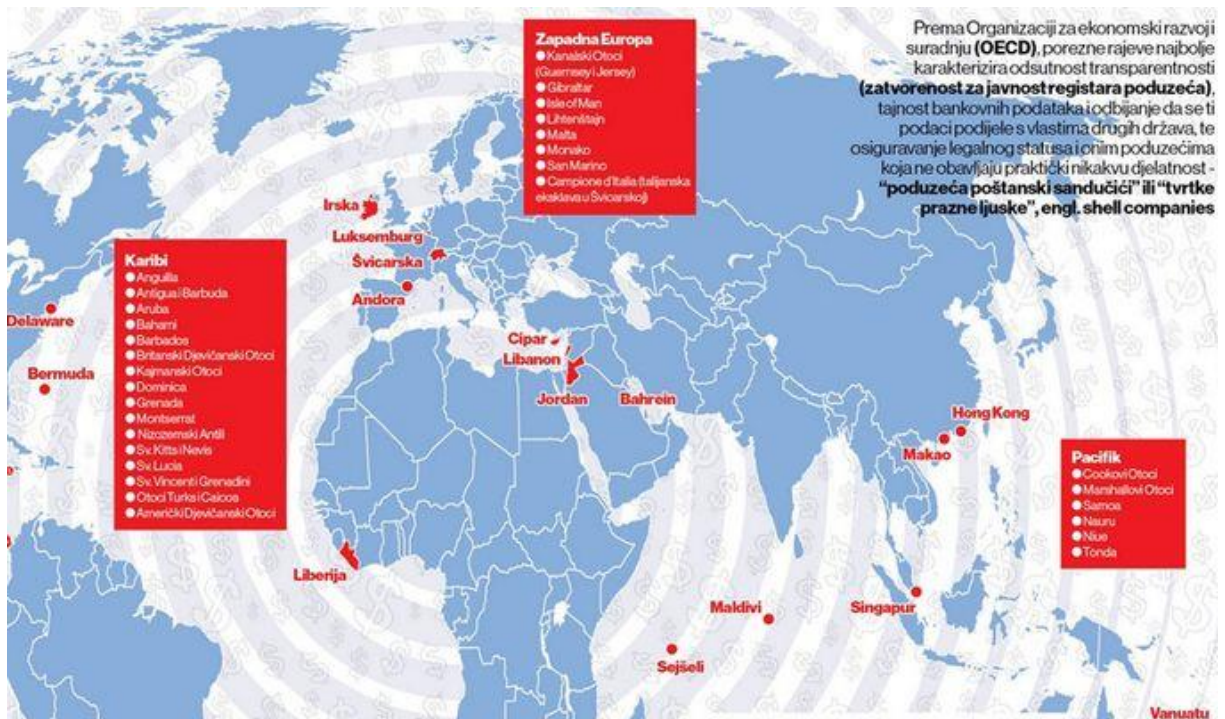 Zapadna Europa
Kanalski Otoci
(Guernsey i Jersey)
Gibraltar
Isle of Man
Lihtenštajn
Malta
Monako
San Marino
Campione d'Italia (talijanska
eksklava u Švicarskoj)
Prema Organizaciji za ekonomski razvoj i
suradnju (OECD), porezne rajeve najbolje
karakterizira odsutnost transparentnosti
(zatvorenost za javnost registara poduzeća),
tajnost bankovnih podataka i odbijanje da se ti
podaci podijele s vlastima drugih država, te
osiguravanje legalnog statusa i onim poduzećima
koja ne obavljaju praktički nikakvu djelatnost -
“poduzeća poštanski sandučići” ili “tvrtke
prazne ljuske”, engl. shell companies
Irska
Luksemburg
Švicarska
Andora
Karibi
Anguilla
Antigua i Barbuda
Aruba
Bahami
Barbados
Britanski Djevičanski Otoci
Kajmanski Otoci
Dominica
Grenada
Montserrat
Nizozemski Antili
Sv. Kitts i Nevis
Sv. Lucia
Sv. Vincent i Grenadini
Otoci Turks i Caicos
Američki Djevičanski Otoci
Delaware
Bermuda
Cipar
Libanon
Jordan
Bahrein
Hong Kong
Makao
Pacifik
Cookovi Otoci
Marshallovi Otoci
Samoa
Nauru
Niue
Tonda
Liberija
Maldivi
Singapur
Sejšeli
Vanuatu